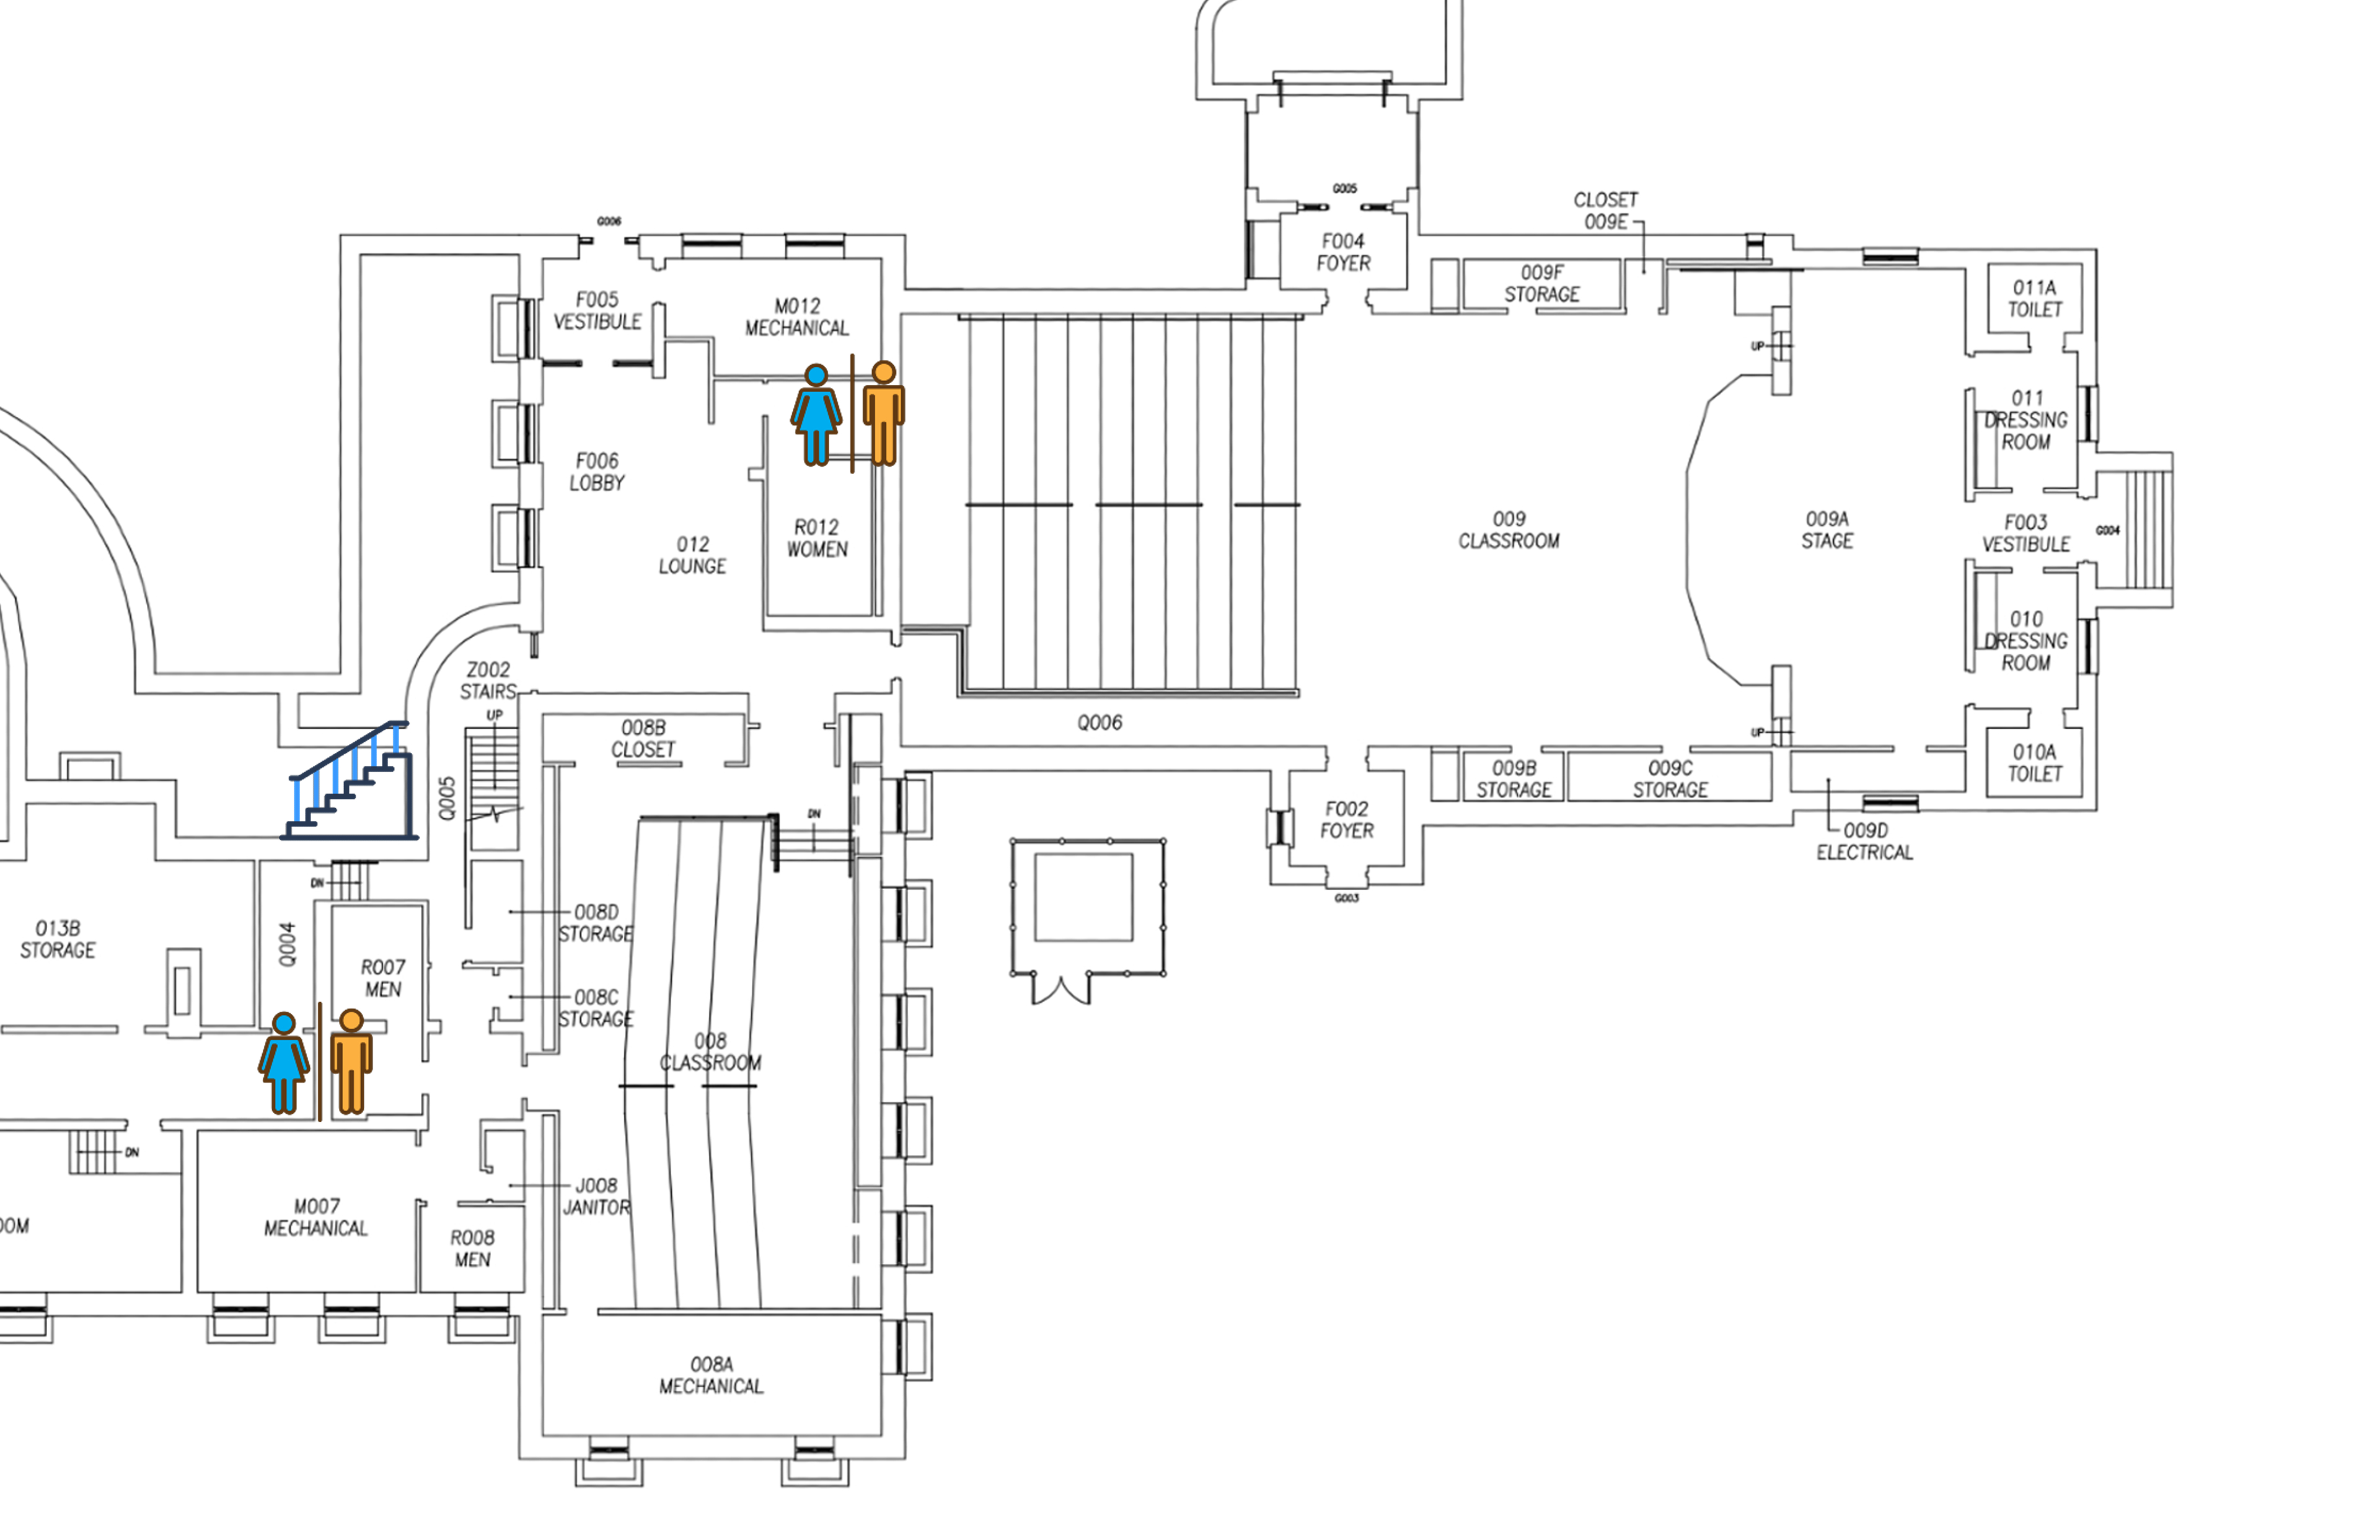 G005
CLOSET
009E
G006
F004
FOYER
009F
STORAGE
011A
TOILET
F005
VESTIBULE
M012
MECHANICAL
UP
011
DRESSING
ROOM
F006
LOBBY
R012
WOMEN
012
LOUNGE
009
CLASSROOM
009A
STAGE
F003
VESTIBULE
G004
010
DRESSING
ROOM
Z002
STAIRS
UP
008B
CLOSET
Q006
UP
010A
TOILET
Q005
009B
STORAGE
009C
STORAGE
F002
FOYER
DN
009D
ELECTRICAL
DN
G003
013B
STORAGE
Q004
008D
STORAGE
R007
MEN
008C
STORAGE
008
CLASSROOM
DN
J008
JANITOR
M007
MECHANICAL
OOM
R008
MEN
008A
MECHANICAL